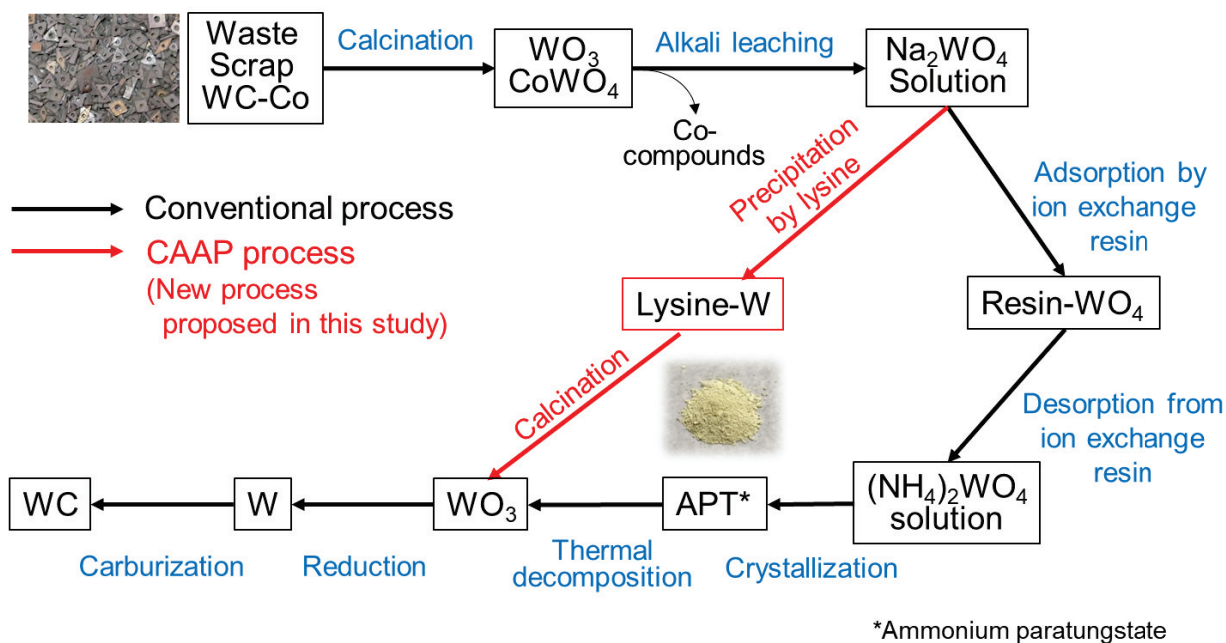 Waste
Scrap
WC-Co
Calcination
WO₃
CoWO₄
Alkali leaching
Na₂WO₄
Solution
Co-
compounds
Conventional process
CAAP process
(New process
proposed in this study)
Precipitation
by lysine
Adsorption by
ion exchange
resin
Lysine-W
Resin-WO₄
Calcination
Desorption from
ion exchange
resin
WC
W
WO₃
APT*
(NH₄)₂WO₄
solution
Carburization
Reduction
Thermal
decomposition
Crystallization
*Ammonium paratungstate